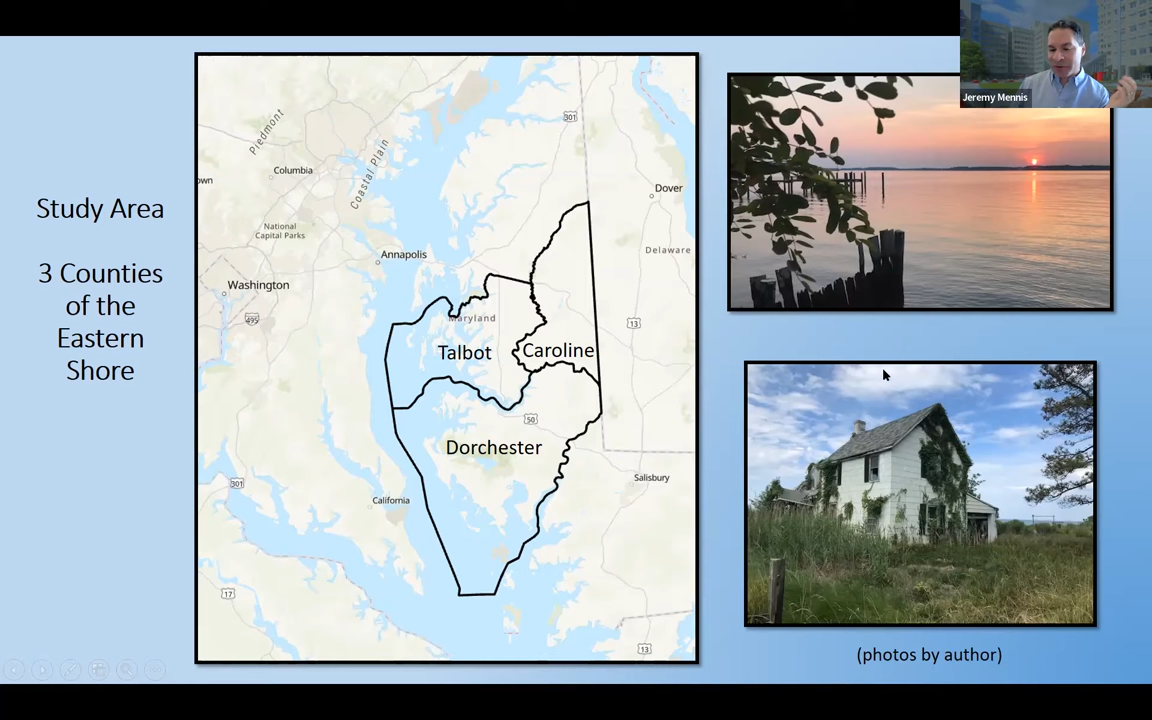 Jeremy Mennis
Study Area
3 Counties
of the
Eastern
Shore
Piedmont
Coastal Plain
301
Columbia
own
National
Capital Parks
Dover
Delaware
Annapolis
Washington
495
Maryland
13
Talbot
Caroline
50
Dorchester
301
California
Salisbury
17
13
(photos by author)